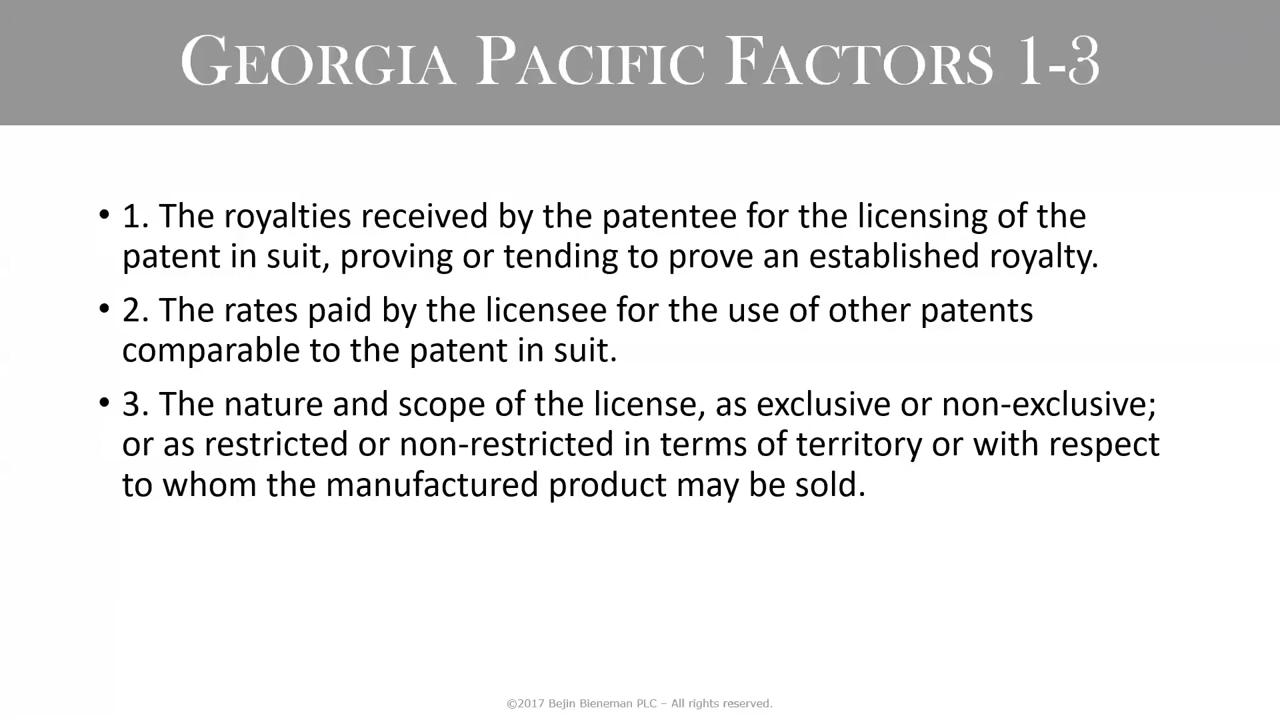 GEORGIA PACIFIC FACTORS 1-3
• 1. The royalties received by the patentee for the licensing of the
patent in suit, proving or tending to prove an established royalty.
• 2. The rates paid by the licensee for the use of other patents
comparable to the patent in suit.
• 3. The nature and scope of the license, as exclusive or non-exclusive;
or as restricted or non-restricted in terms of territory or with respect
to whom the manufactured product may be sold.
©2017 Bejin Bieneman PLC – All rights reserved.